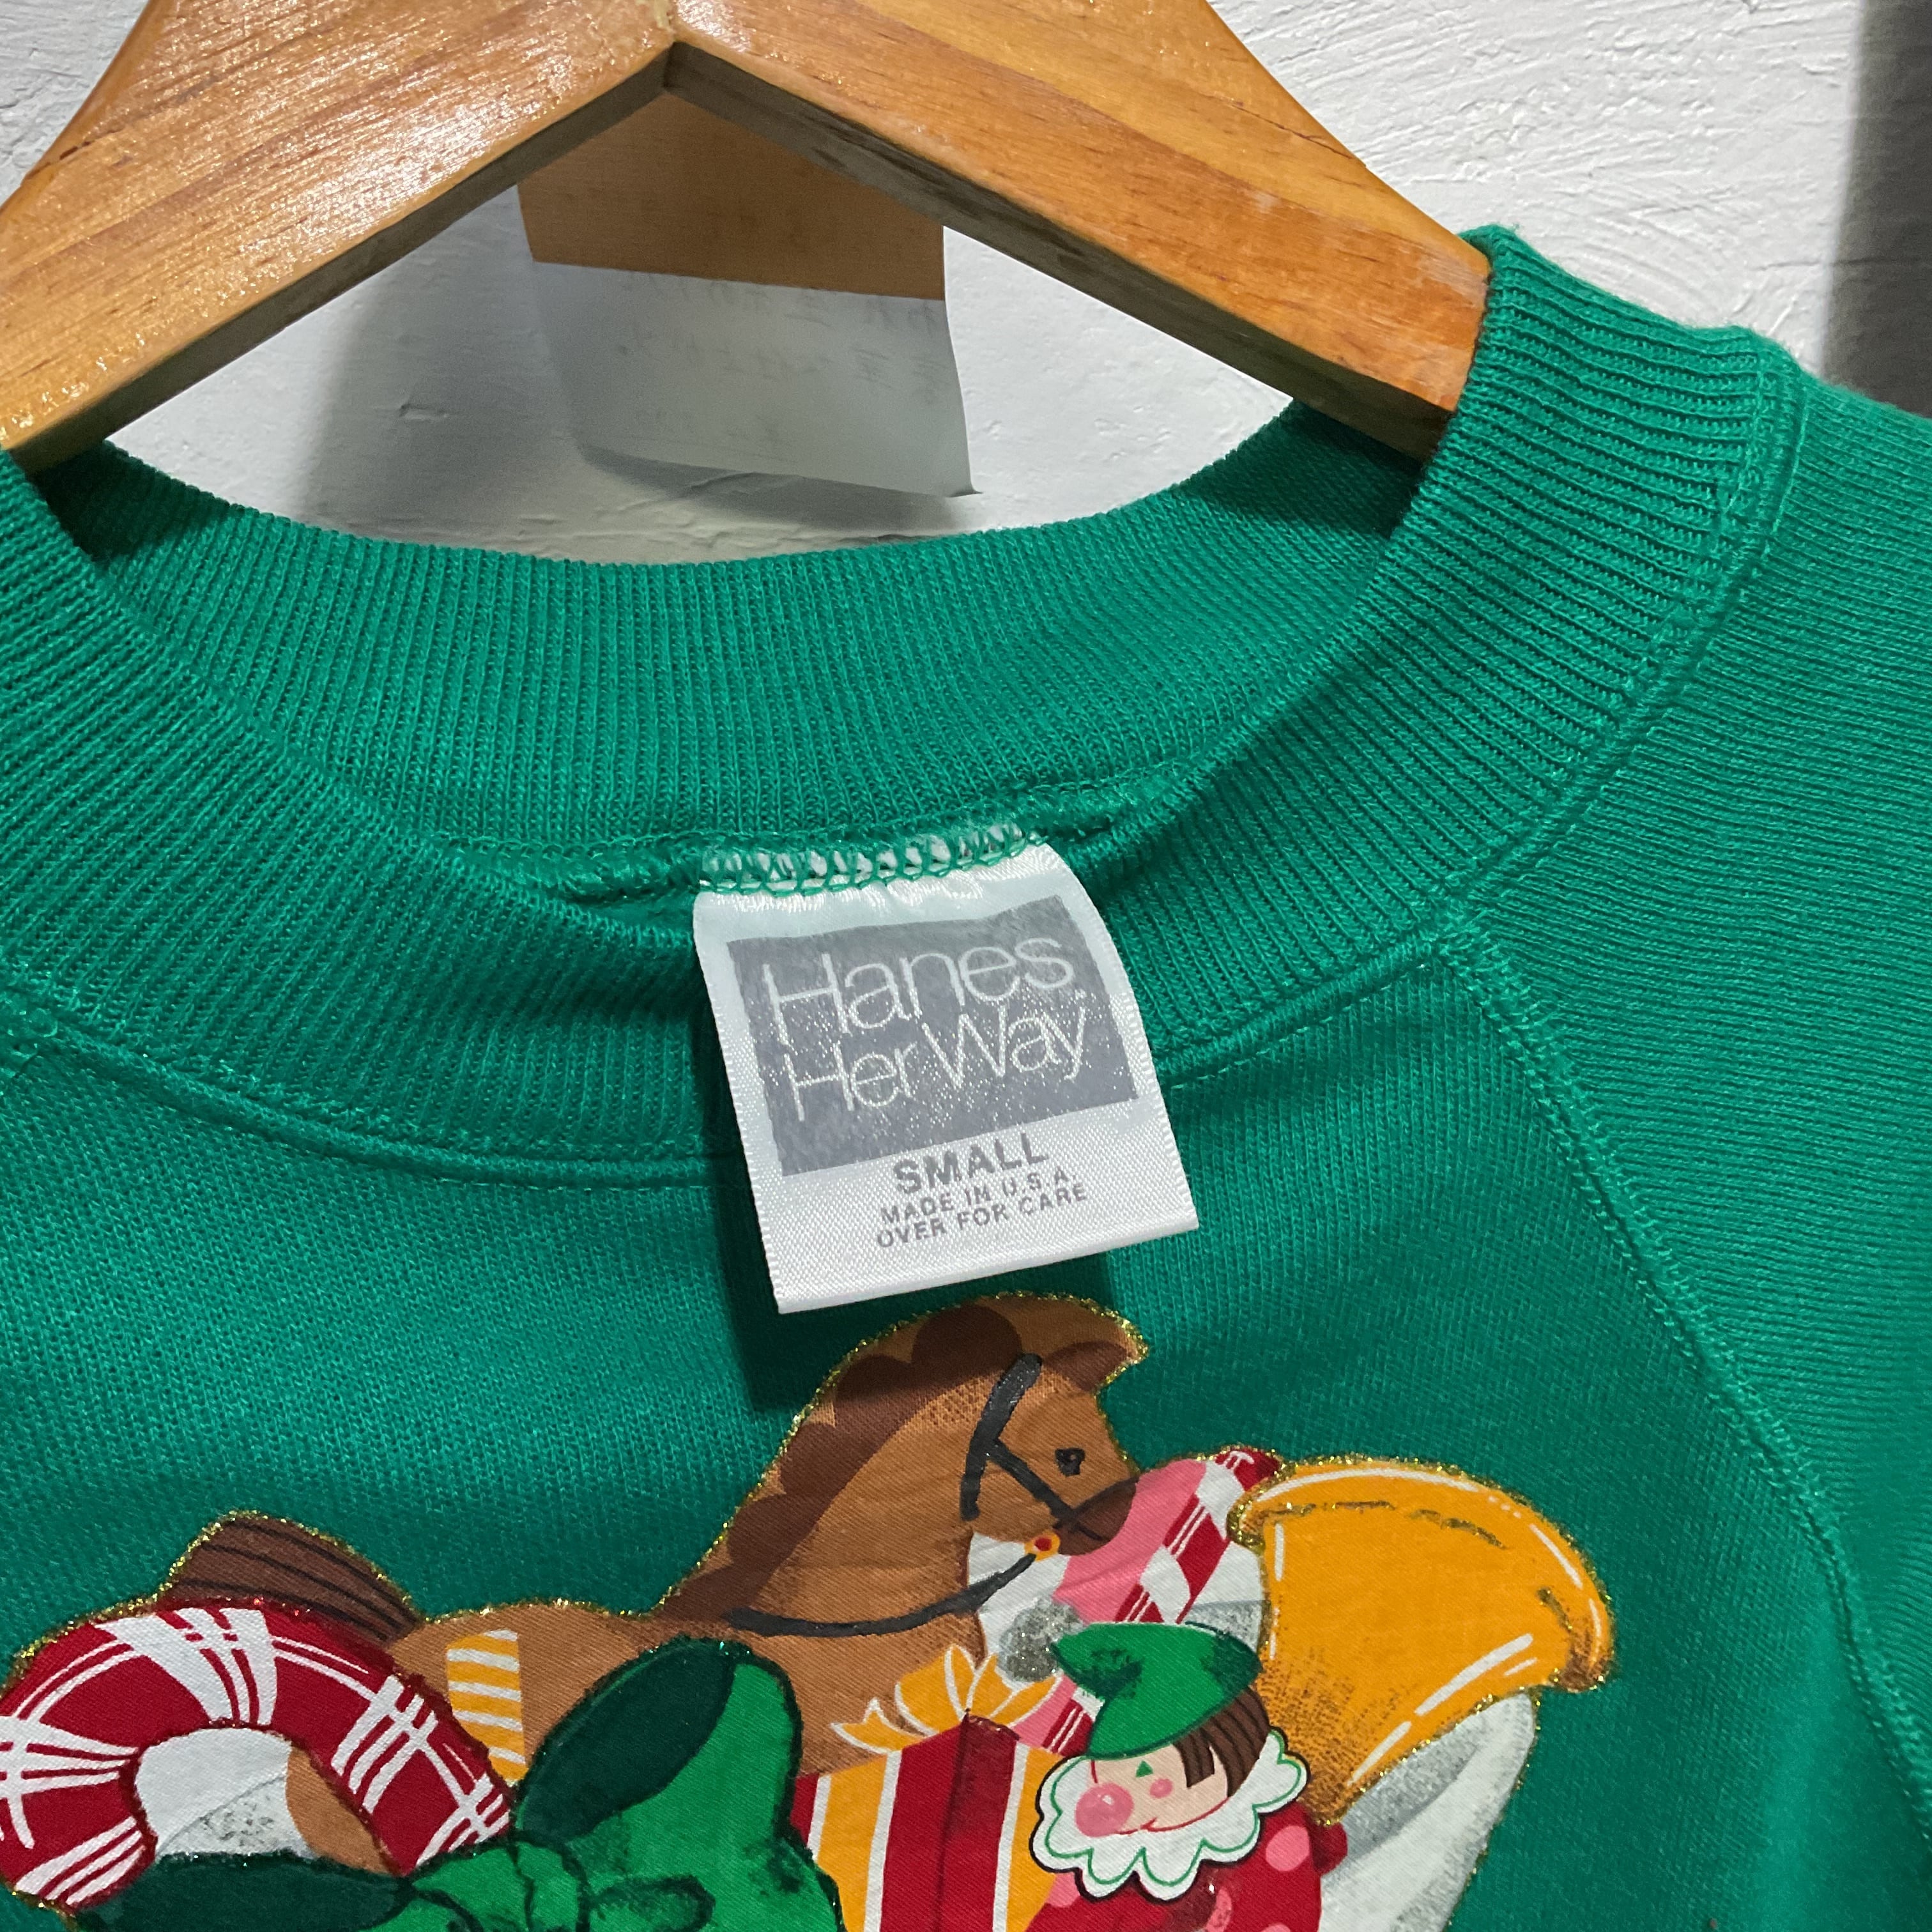 Hanes
Her Way
SMALL
MADE IN U.S.A.
OVER FOR CARE